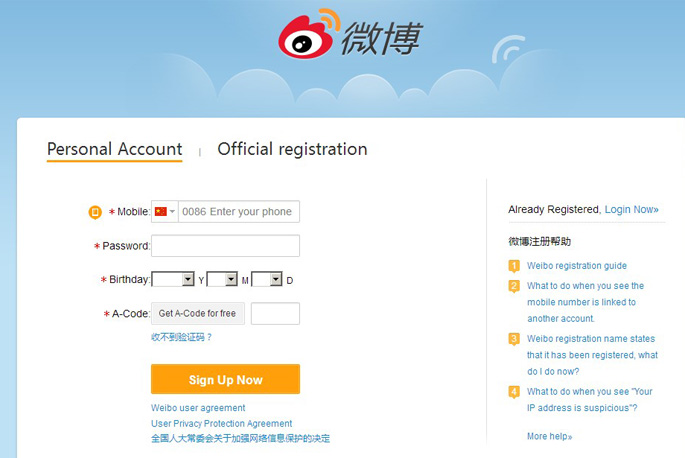 微博
Personal Account | Official registration
* Mobile: 0086 Enter your phone
* Password:
* Birthday: Y M D
* A-Code: Get A-Code for free
收不到验证码？
Sign Up Now
Weibo user agreement
User Privacy Protection Agreement
全国人大常委会关于加强网络信息保护的决定
Already Registered, Login Now»
微博注册帮助
1 Weibo registration guide
2 What to do when you see the
mobile number is linked to
another account.
3 Weibo registration name states
that it has been registered, what
do I do now?
4 What to do when you see "Your
IP address is suspicious"?
More help»